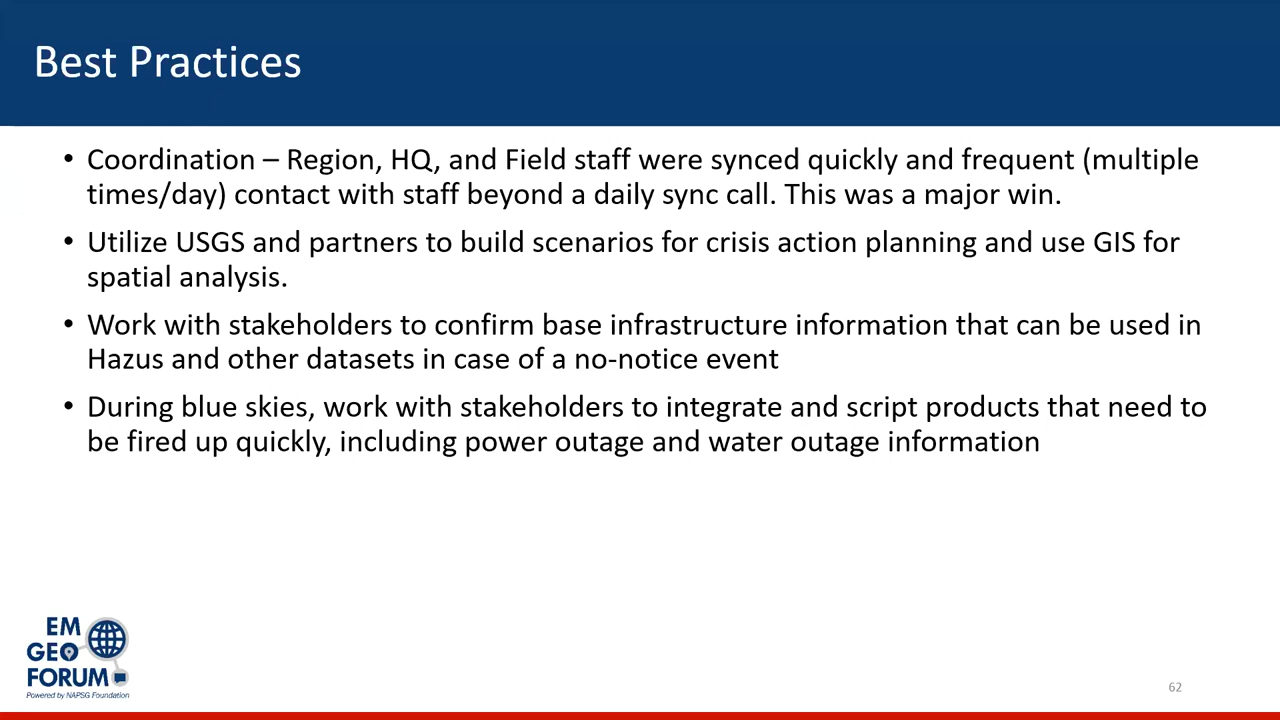 Best Practices
• Coordination – Region, HQ, and Field staff were synced quickly and frequent (multiple
times/day) contact with staff beyond a daily sync call. This was a major win.
• Utilize USGS and partners to build scenarios for crisis action planning and use GIS for
spatial analysis.
• Work with stakeholders to confirm base infrastructure information that can be used in
Hazus and other datasets in case of a no-notice event
• During blue skies, work with stakeholders to integrate and script products that need to
be fired up quickly, including power outage and water outage information
EM
GEO
FORUM
Powered by NAPSG Foundation
62